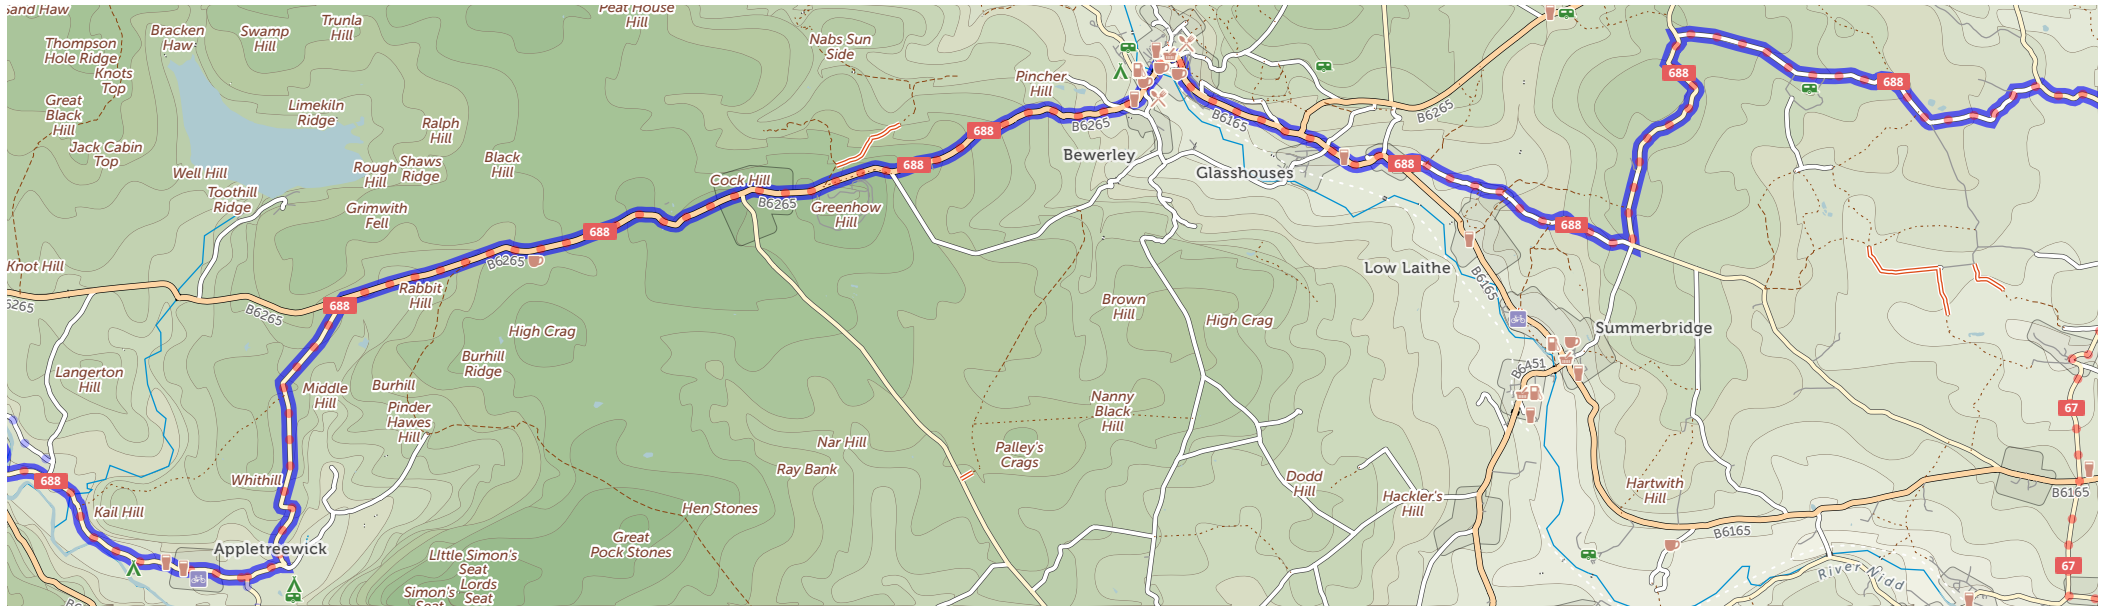 Sand Haw
Bracken
Haw
Swamp
Hill
Trunla
Hill
Peat House
Hill
Thompson
Hole Ridge
Knots
Top
Nabs Sun
Side
Pincher
Hill
688
688
Great
Black
Hill
Limekiln
Ridge
Ralph
Hill
B6265
B6165
B6265
688
Jack Cabin
Top
Well Hill
Rough
Hill
Shaws
Ridge
Black
Hill
688
Bewerley
688
Glasshouses
Toothill
Ridge
Grimwith
Fell
Cock Hill
B6265
Greenhow
Hill
688
688
Knot Hill
B6265
Low Laithe
B6165
Rabbit
Hill
688
6265
B6265
Brown
Hill
High Crag
High Crag
Summerbridge
Burhill
Ridge
B6451
Langerton
Hill
Middle
Hill
Burhill
Pinder
Hawes
Hill
Nanny
Black
Hill
67
Nar Hill
Ray Bank
Palley's
Crags
688
Whithill
Dodd
Hill
Hackler's
Hill
Hartwith
Hill
B6165
Kail Hill
Hen Stones
B6165
Appletreewick
Great
Pock Stones
LIttle Simon's
Seat
Lords
Seat
Simon's
Seat
River Nidd
67